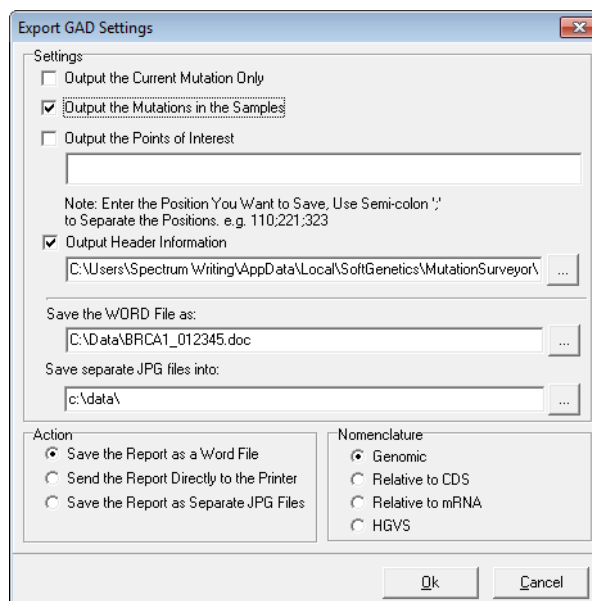 Export GAD Settings
Settings
Output the Current Mutation Only
Output the Mutations in the Samples
Output the Points of Interest
Note: Enter the Position You Want to Save, Use Semi-colon ';'
to Separate the Positions. e.g. 110;221;323
Output Header Information
C:\Users\Spectrum Writing\AppData\Local\SoftGenetics\MutationSurveyor\
...
Save the WORD File as:
C:\Data\BRCA1_012345.doc
...
Save separate JPG files into:
c:\data\
...
Action
Save the Report as a Word File
Send the Report Directly to the Printer
Save the Report as Separate JPG Files
Nomenclature
Genomic
Relative to CDS
Relative to mRNA
HGVS
Ok
Cancel